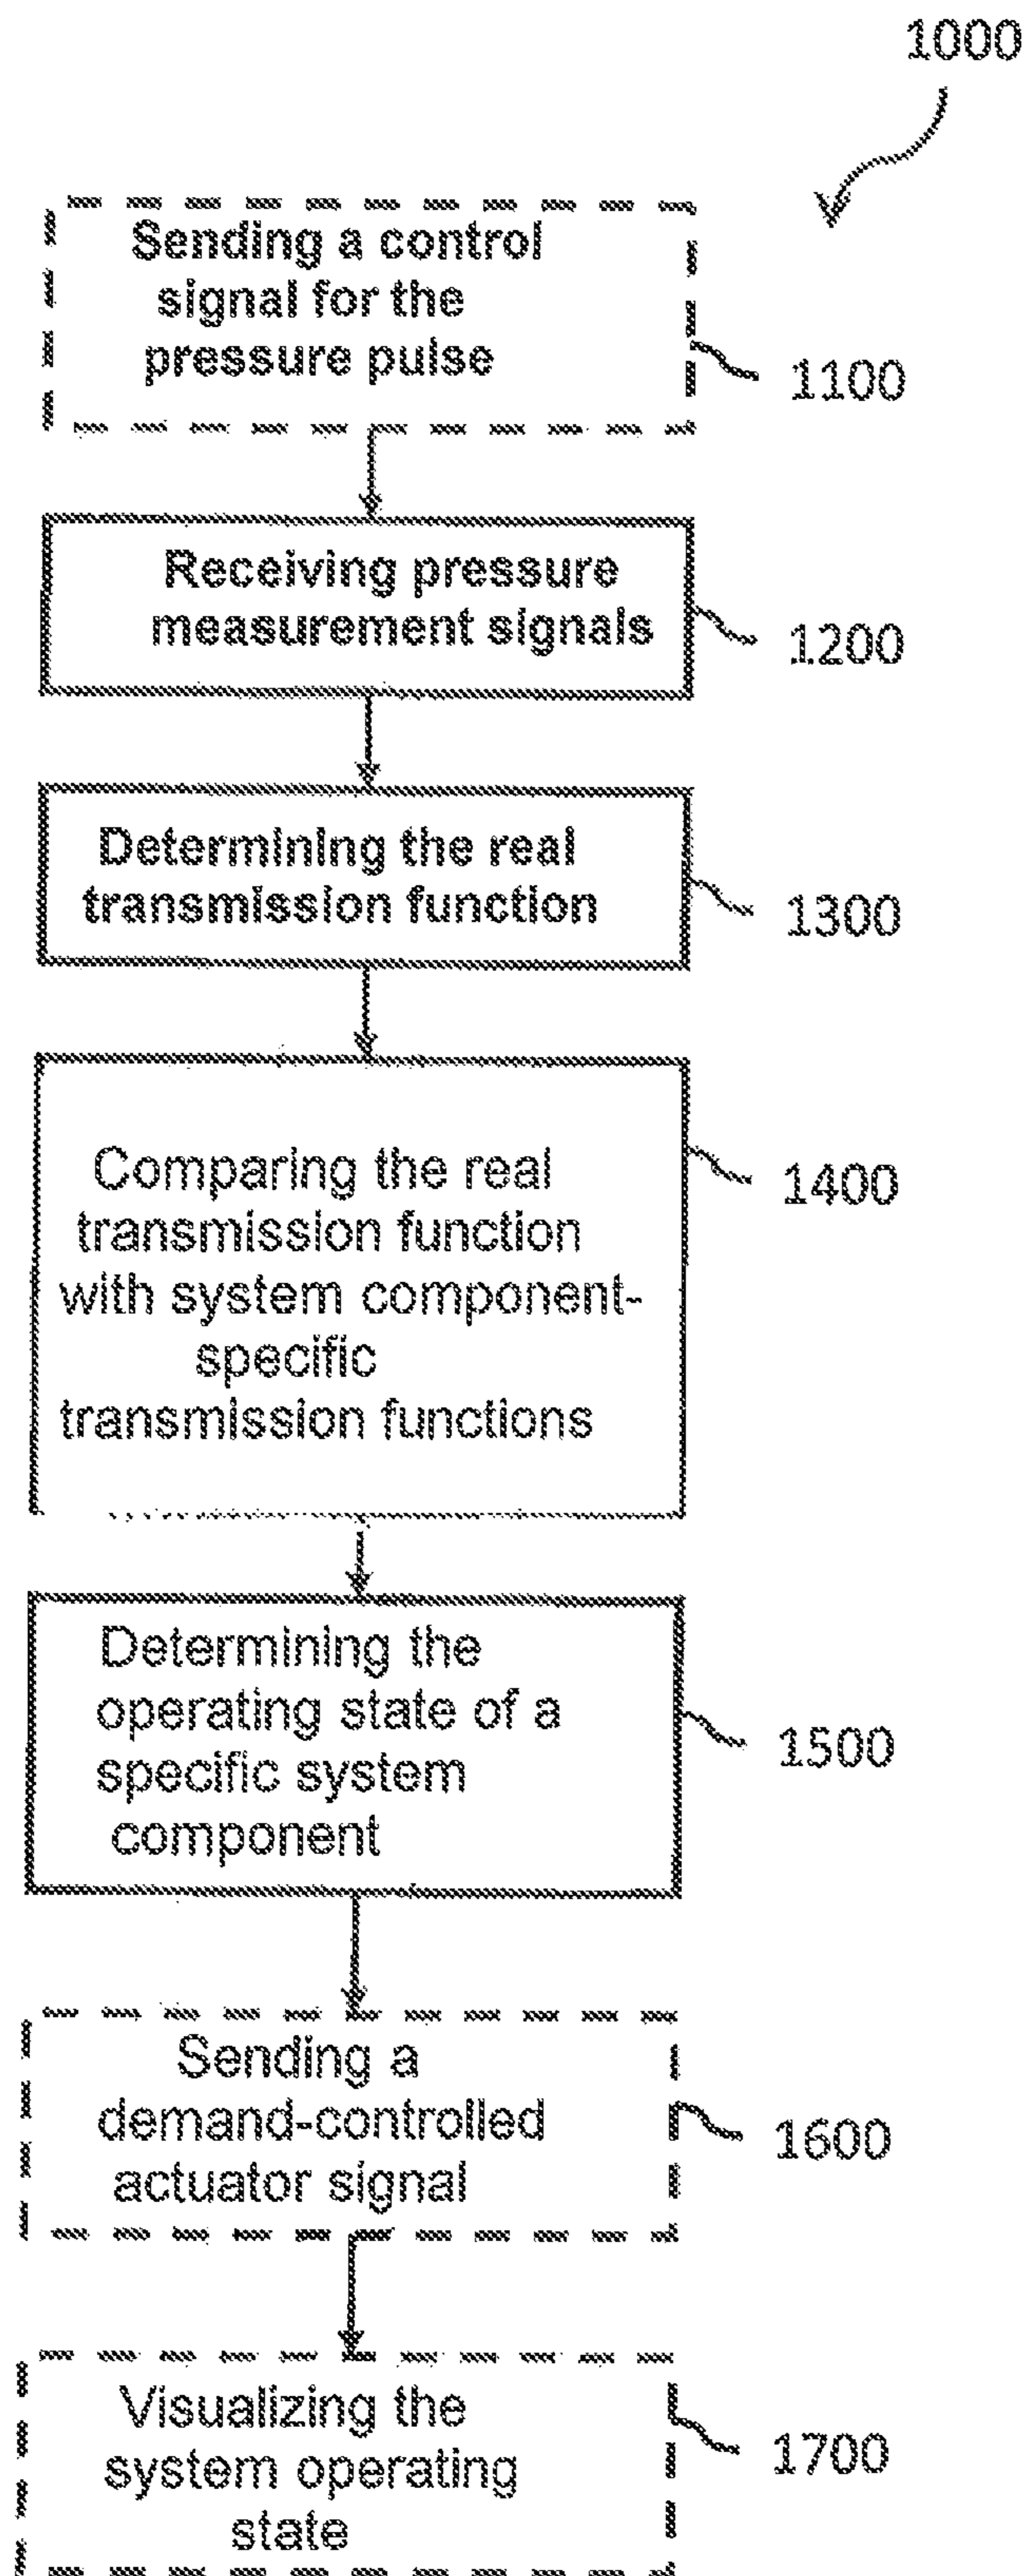 1000
Sending a control
signal for the
pressure pulse
1100
Receiving pressure
measurement signals
1200
Determining the real
transmission function
1300
Comparing the real
transmission function
with system component-
specific
transmission functions
1400
Determining the
operating state of a
specific system
component
1500
Sending a
demand-controlled
actuator signal
1600
Visualizing the
system operating
state
1700